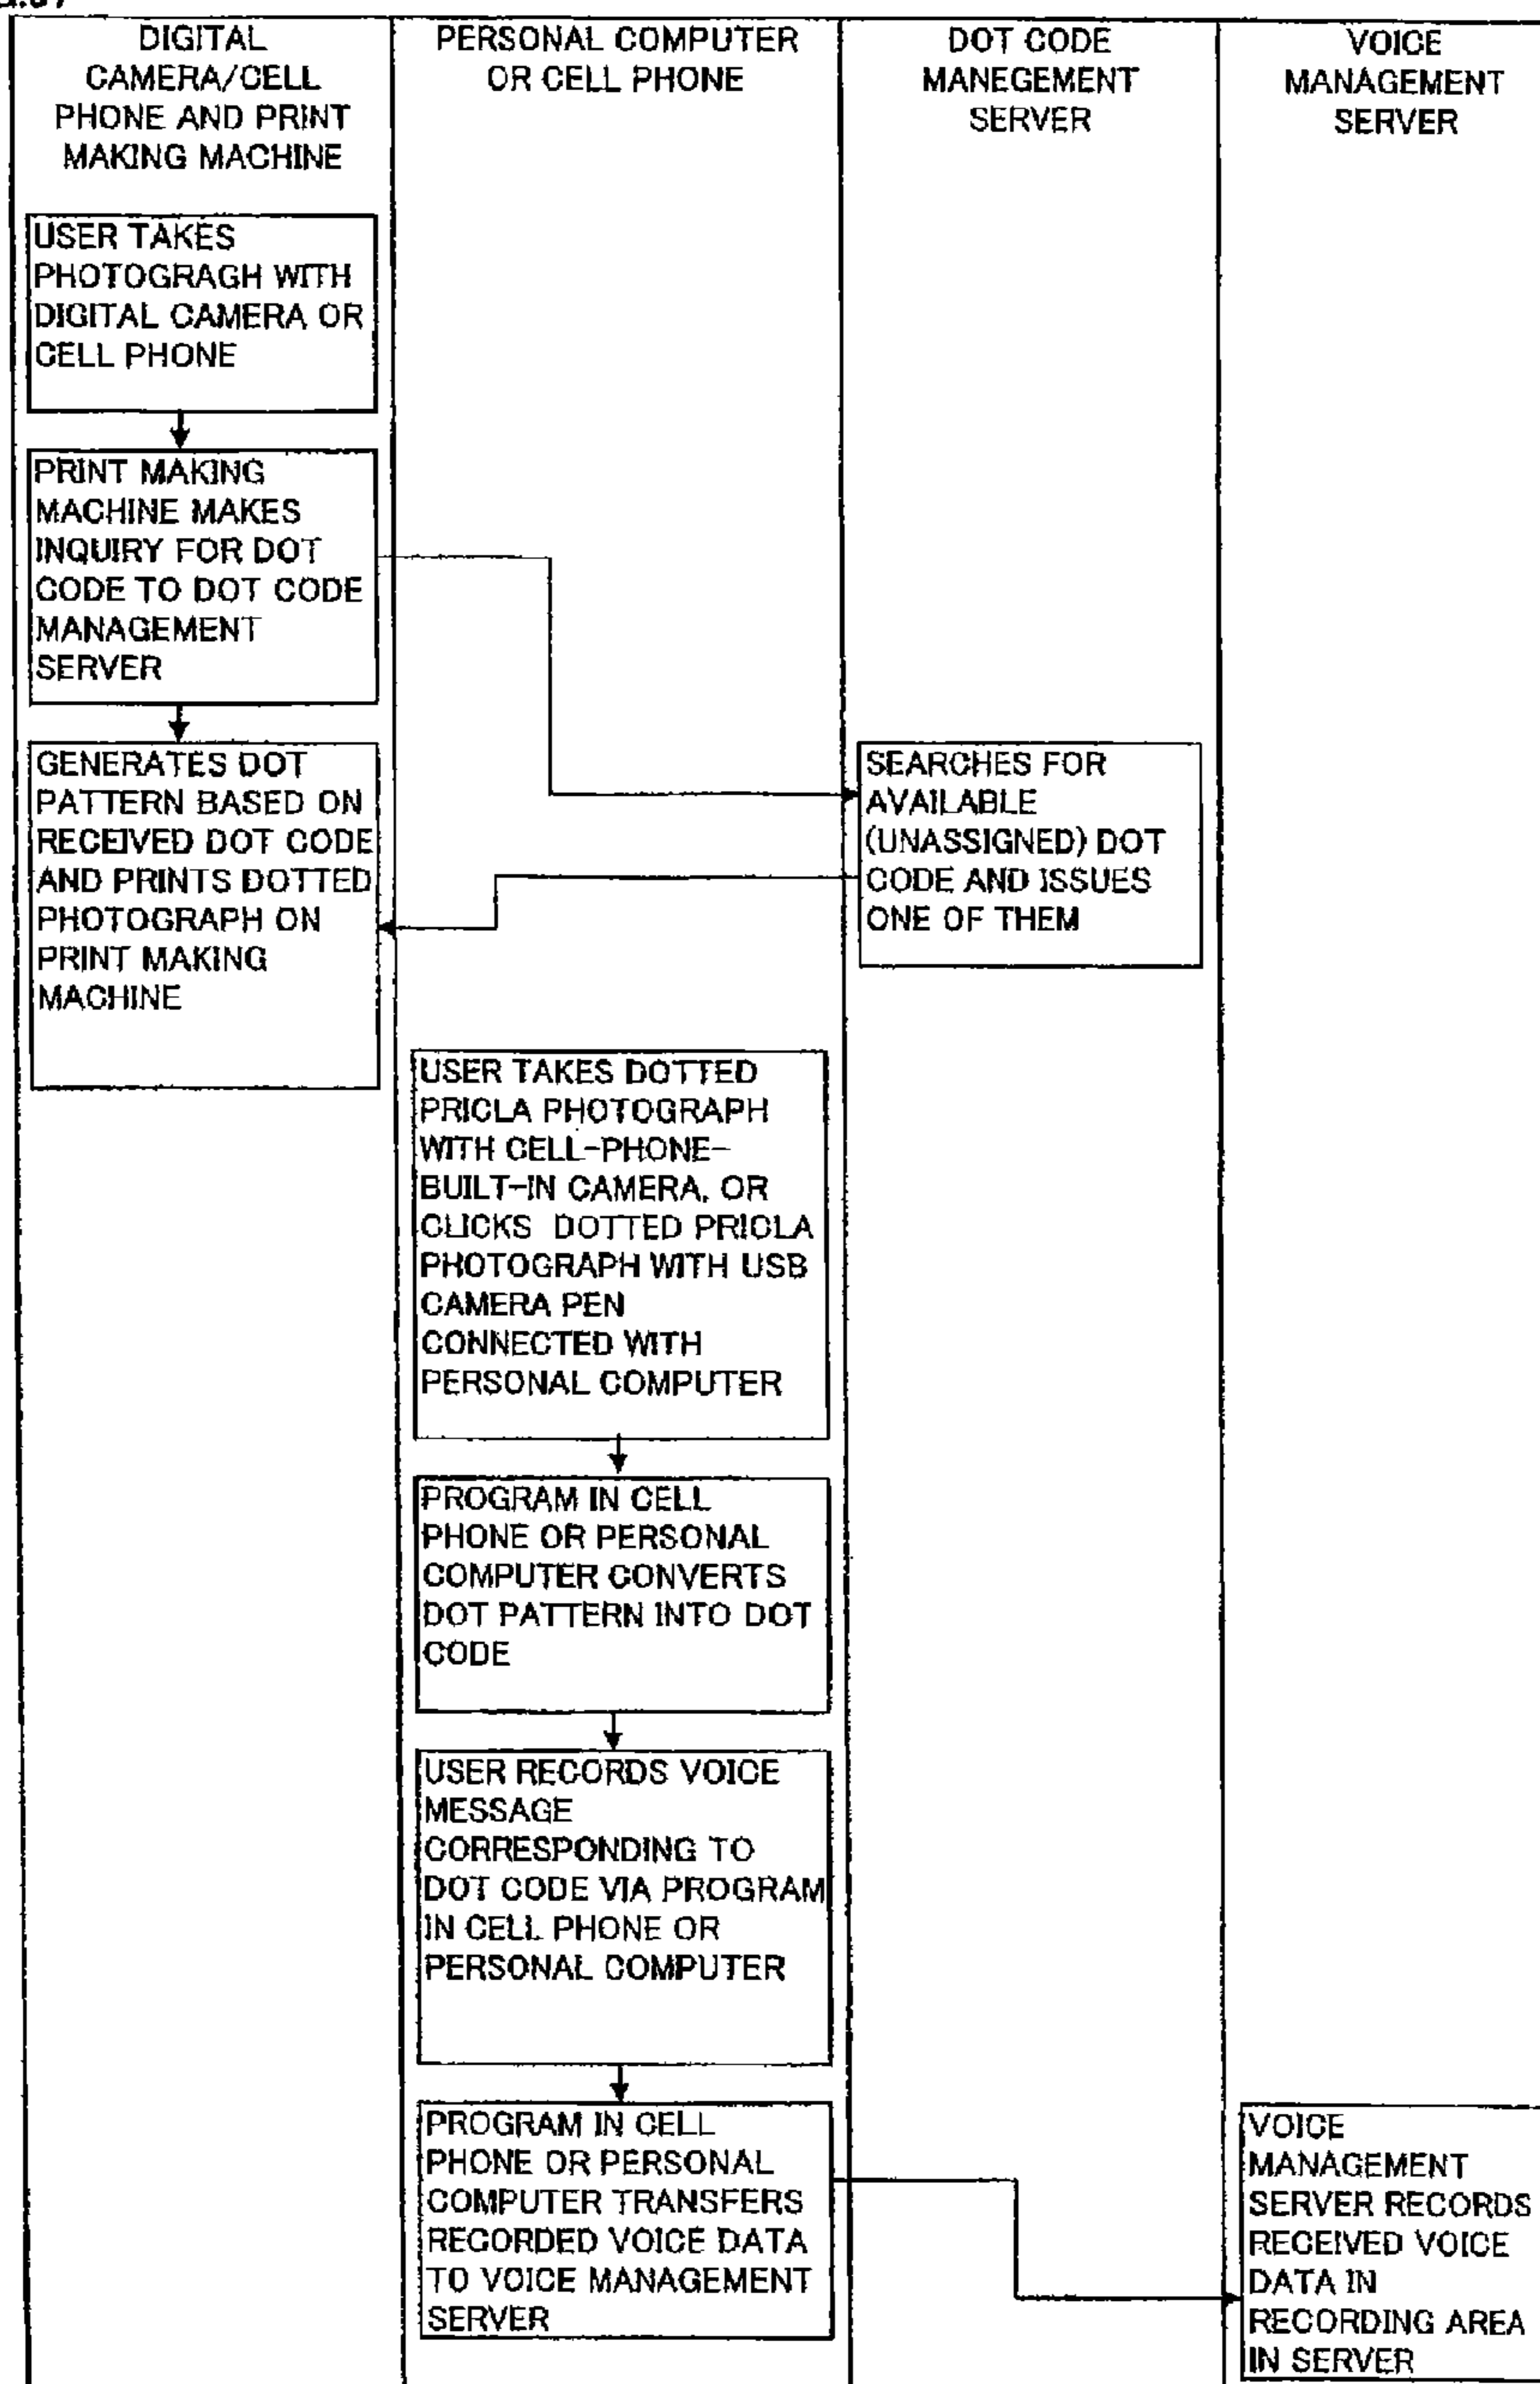 DIGITAL
CAMERA/CELL
PHONE AND PRINT
MAKING MACHINE
PERSONAL COMPUTER
OR CELL PHONE
DOT CODE
MANEGEMENT
SERVER
VOICE
MANAGEMENT
SERVER
USER TAKES
PHOTOGRAGH WITH
DIGITAL CAMERA OR
CELL PHONE
PRINT MAKING
MACHINE MAKES
INQUIRY FOR DOT
CODE TO DOT CODE
MANAGEMENT
SERVER
GENERATES DOT
PATTERN BASED ON
RECEIVED DOT CODE
AND PRINTS DOTTED
PHOTOGRAPH ON
PRINT MAKING
MACHINE
SEARCHES FOR
AVAILABLE
(UNASSIGNED) DOT
CODE AND ISSUES
ONE OF THEM
USER TAKES DOTTED
PRICLA PHOTOGRAPH
WITH CELL-PHONE-
BUILT-IN CAMERA, OR
CLICKS DOTTED PRICLA
PHOTOGRAPH WITH USB
CAMERA PEN
CONNECTED WITH
PERSONAL COMPUTER
PROGRAM IN CELL
PHONE OR PERSONAL
COMPUTER CONVERTS
DOT PATTERN INTO DOT
CODE
USER RECORDS VOICE
MESSAGE
CORRESPONDING TO
DOT CODE VIA PROGRAM
IN CELL PHONE OR
PERSONAL COMPUTER
PROGRAM IN CELL
PHONE OR PERSONAL
COMPUTER TRANSFERS
RECORDED VOICE DATA
TO VOICE MANAGEMENT
SERVER
VOICE
MANAGEMENT
SERVER RECORDS
RECEIVED VOICE
DATA IN
RECORDING AREA
IN SERVER